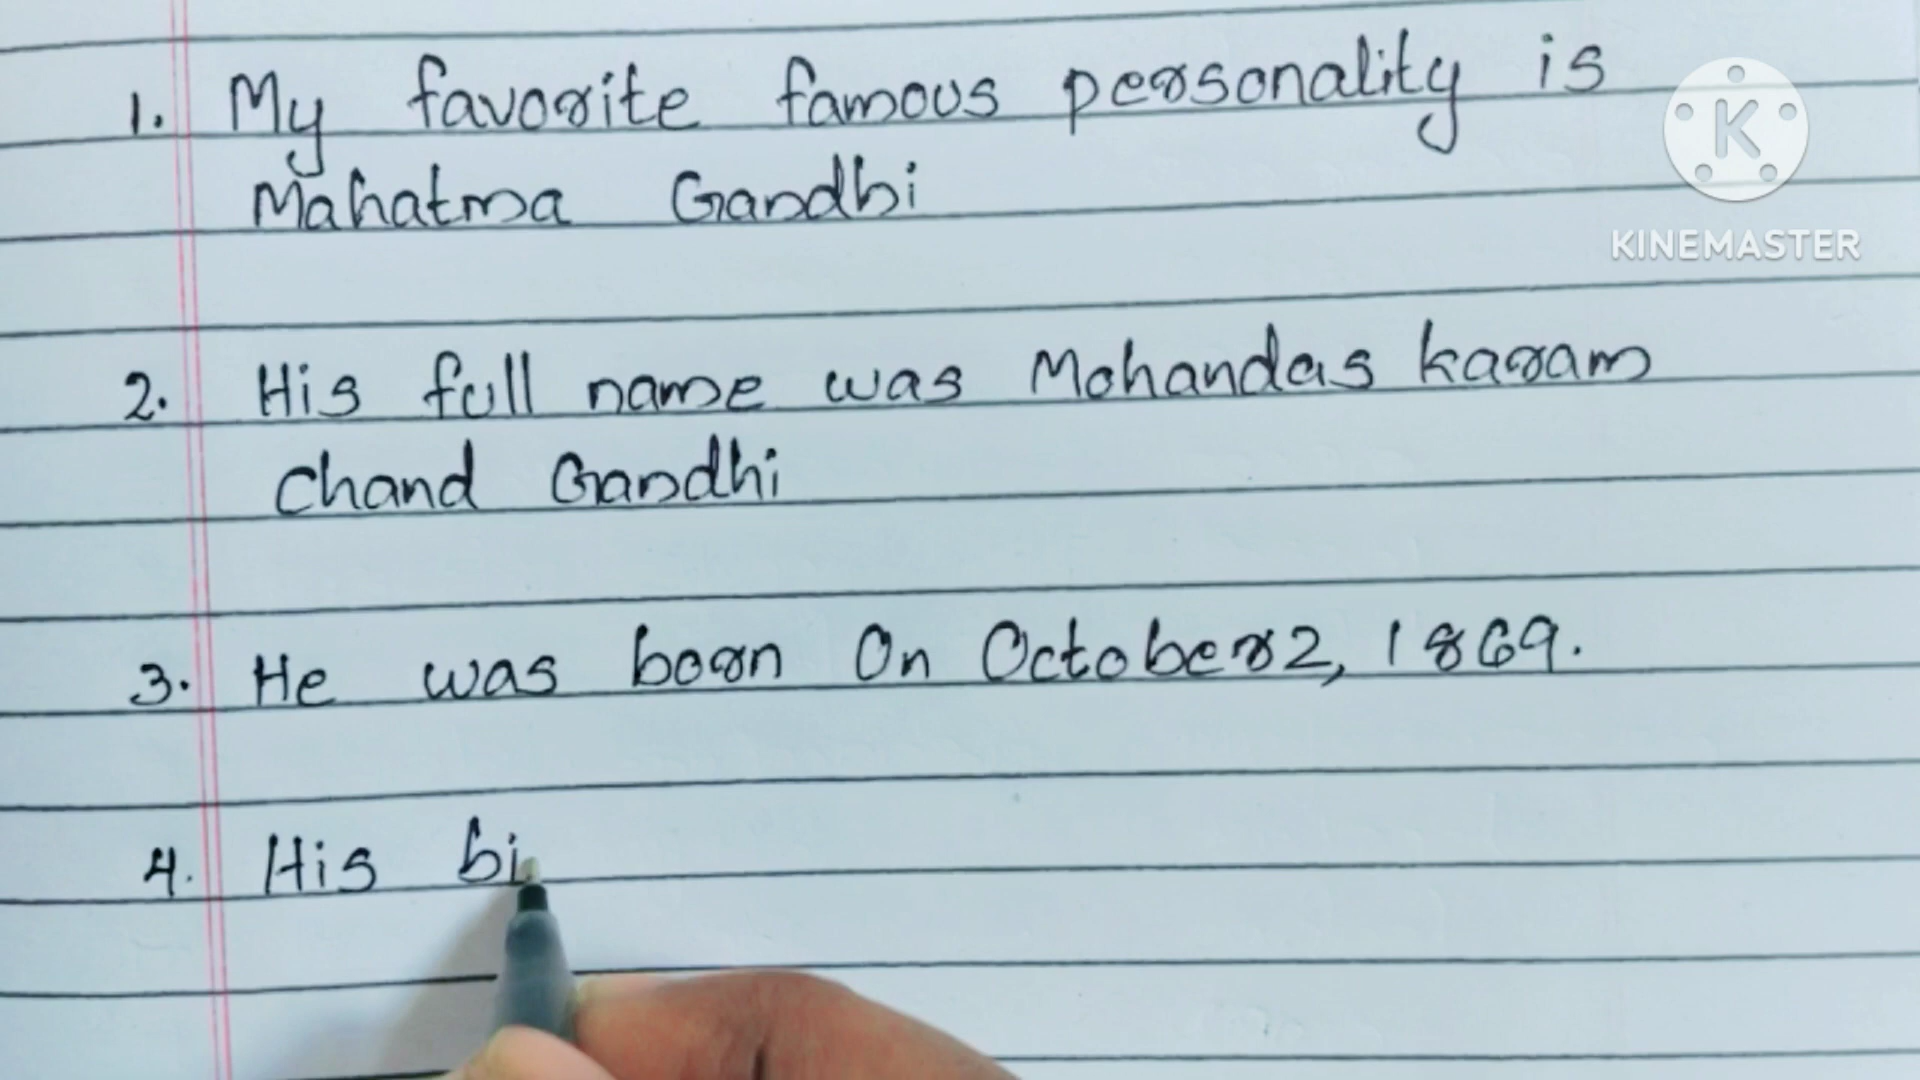 1. My favorite famous personality is
Mahatma Gandhi
K
KINEMASTER
2. His full name was Mohandas karam
chand Gandhi
3. He was born On October 2, 1869.
4. His bi